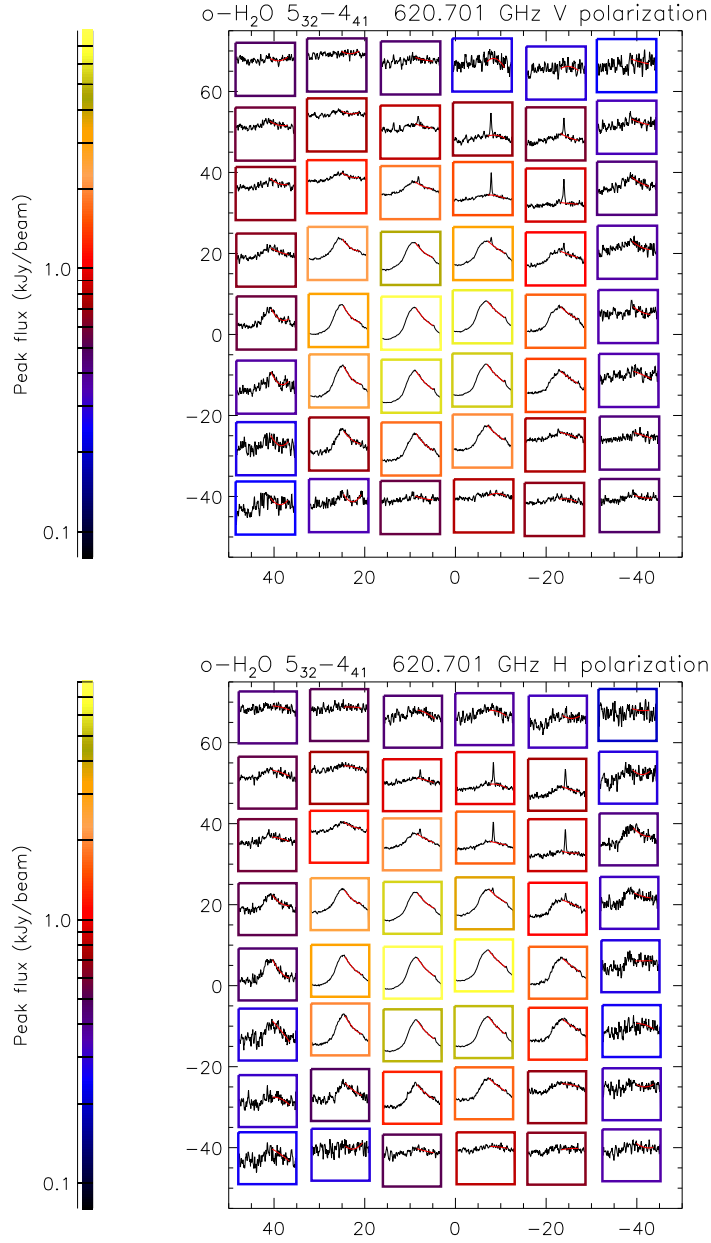 o-H₂O 5₃₂-4₄₁ 620.701 GHz V polarization
Peak flux (kJy/beam)
1.0
0.1
60
40
20
0
-20
-40
40 20 0 -20 -40
o-H₂O 5₃₂-4₄₁ 620.701 GHz H polarization
Peak flux (kJy/beam)
1.0
0.1
60
40
20
0
-20
-40
40 20 0 -20 -40